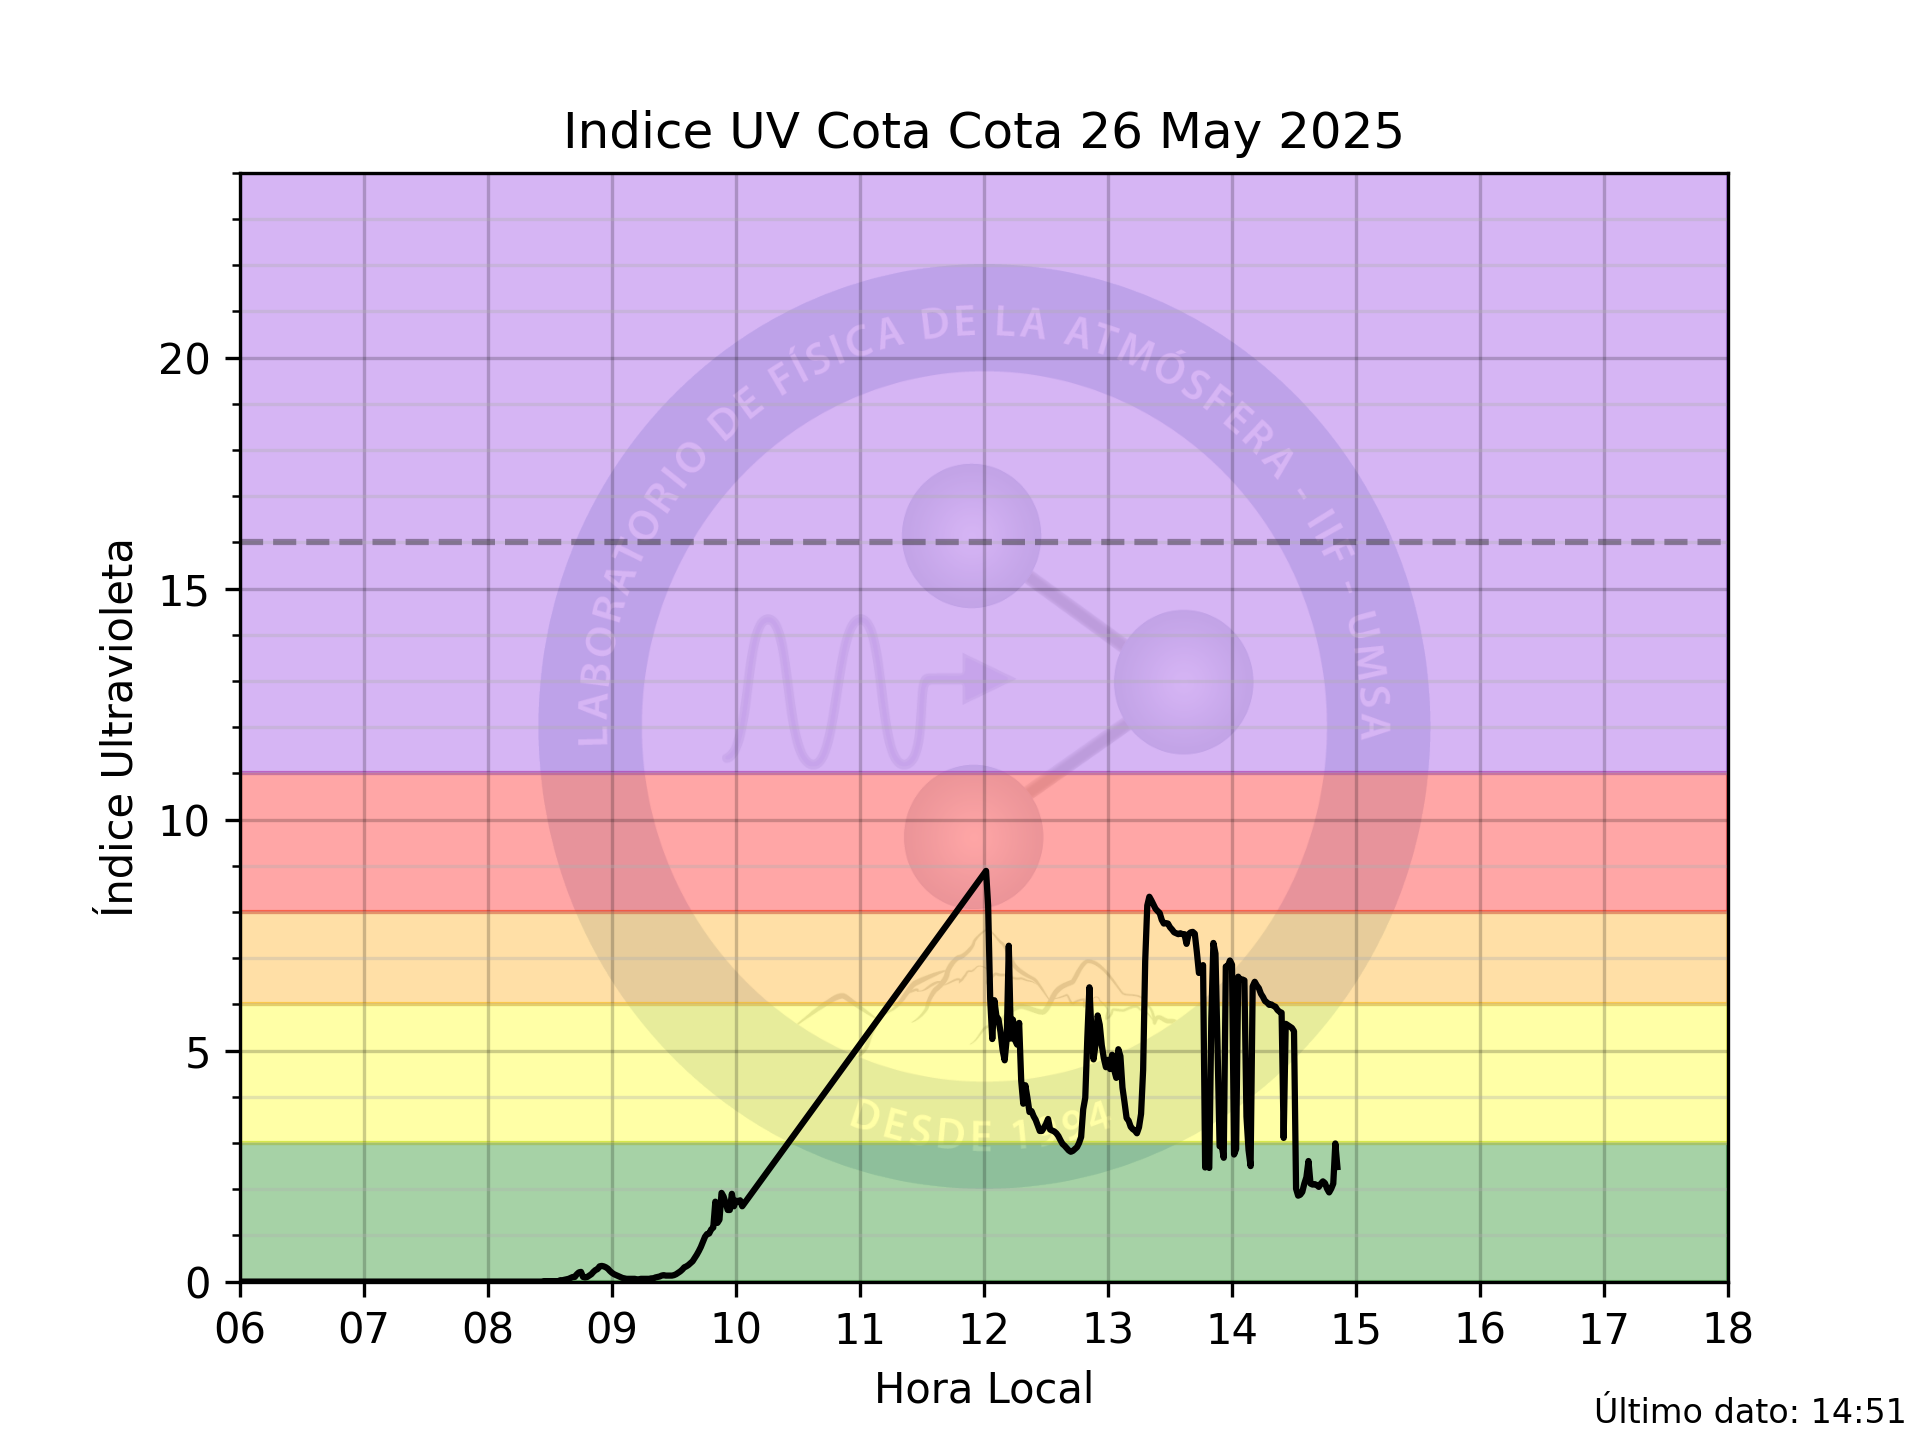 Indice UV Cota Cota 26 May 2025
20
15
10
5
0
Índice Ultravioleta
LABORATORIO DE FÍSICA DE LA ATMÓSFERA - IIF - UMSA
DESDE 1994
06 07 08 09 10 11 12 13 14 15 16 17 18
Hora Local
Último dato: 14:51